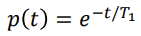 p(t) = e^{-t/T_1}